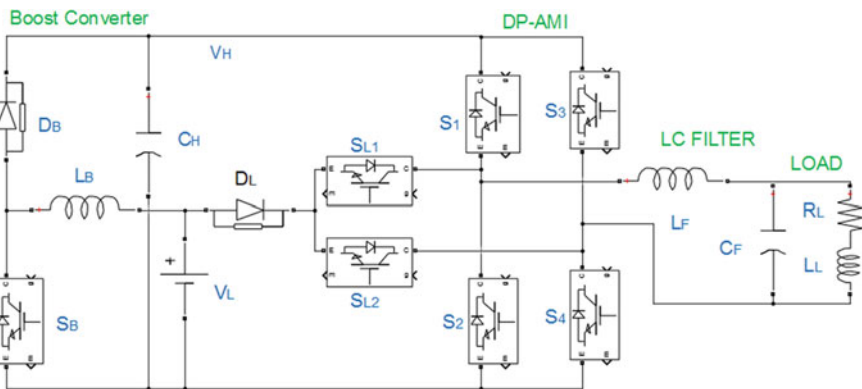 Boost Converter
DP-AMI
VH
DB
CH
S1
S3
LC FILTER
LOAD
LB
DL
SL1
SL2
+
VL
SB
S2
S4
LF
CF
RL
LL